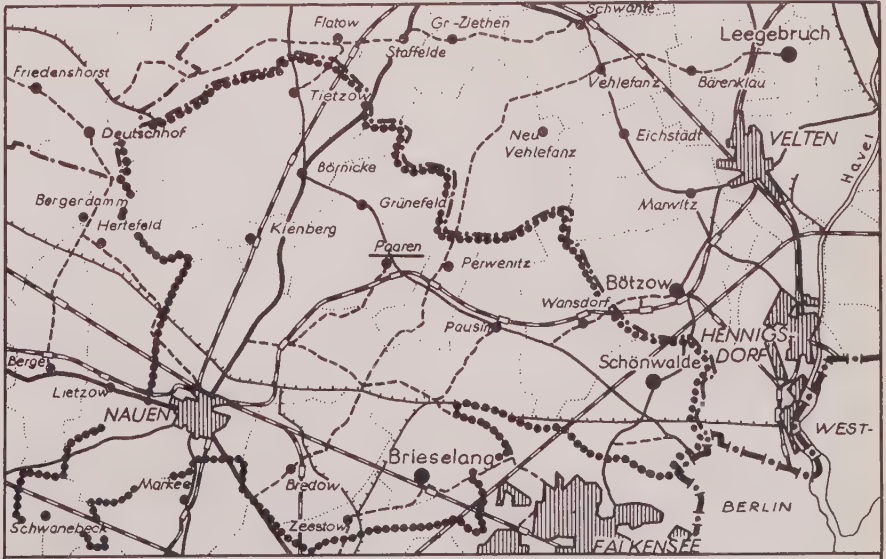 Flatow
Gr-Ziethen
Schwante
Staffelde
Leegebruch
Friedenshorst
Tietzow
Vehlefanz
Bärenklau
Deutschhof
Neu
Vehlefanz
Eichstädt
VELTEN
Börnicke
Havel
Bergerdamm
Grünefeld
Marwitz
Hertefeld
Kienberg
Paaren
Perwenitz
Bötzow
Wansdorf
Pausin
HENNIGS-
DORF
Berge
Schönwalde
Lietzow
NAUEN
WEST-
Brieselang
Markee
Bredow
BERLIN
Schwanebeck
Zeestow
FALKENSEE